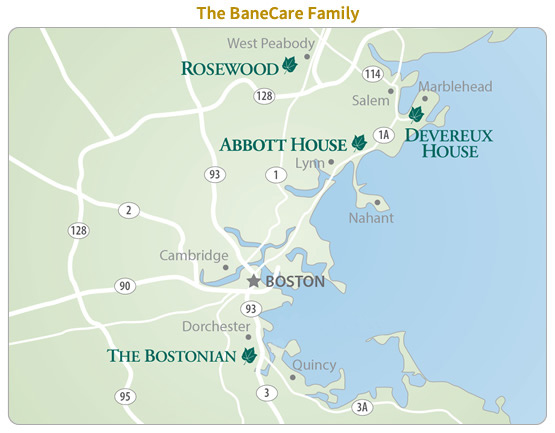 The BaneCare Family
West Peabody
ROSEWOOD
114
Marblehead
128
Salem
DEVEREUX
HOUSE
1A
ABBOTT HOUSE
Lynn
93
1
2
Nahant
128
Cambridge
90
BOSTON
93
Dorchester
THE BOSTONIAN
Quincy
95
3
3A